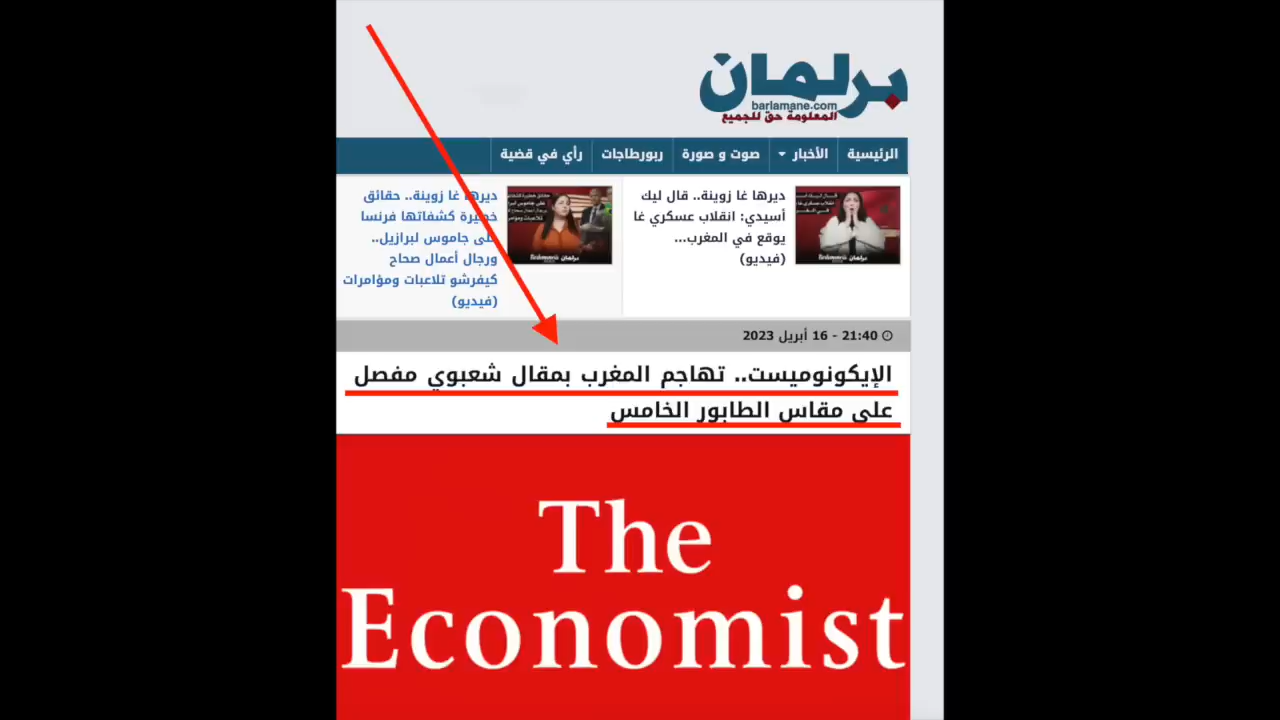 برلمان
barlamane.com
المعلومة حق للجميع
الرئيسية الأخبار صوت و صورة ربورطاجات رأي في قضية
ديرها غا زوينة.. قال ليك
أسيدي: انقلاب عسكري غا
يوقع في المغرب...
(فيديو)
ديرها غا زوينة.. حقائق
خطيرة كشفاتها فرنسا
على جاموس لبرازيل..
ورجال أعمال صحاح
كيفرشو تلاعبات ومؤامرات
(فيديو)
21:40 - 16 أبريل 2023
الإيكونوميست.. تهاجم المغرب بمقال شعبوي مفصل
على مقاس الطابور الخامس
The
Economist